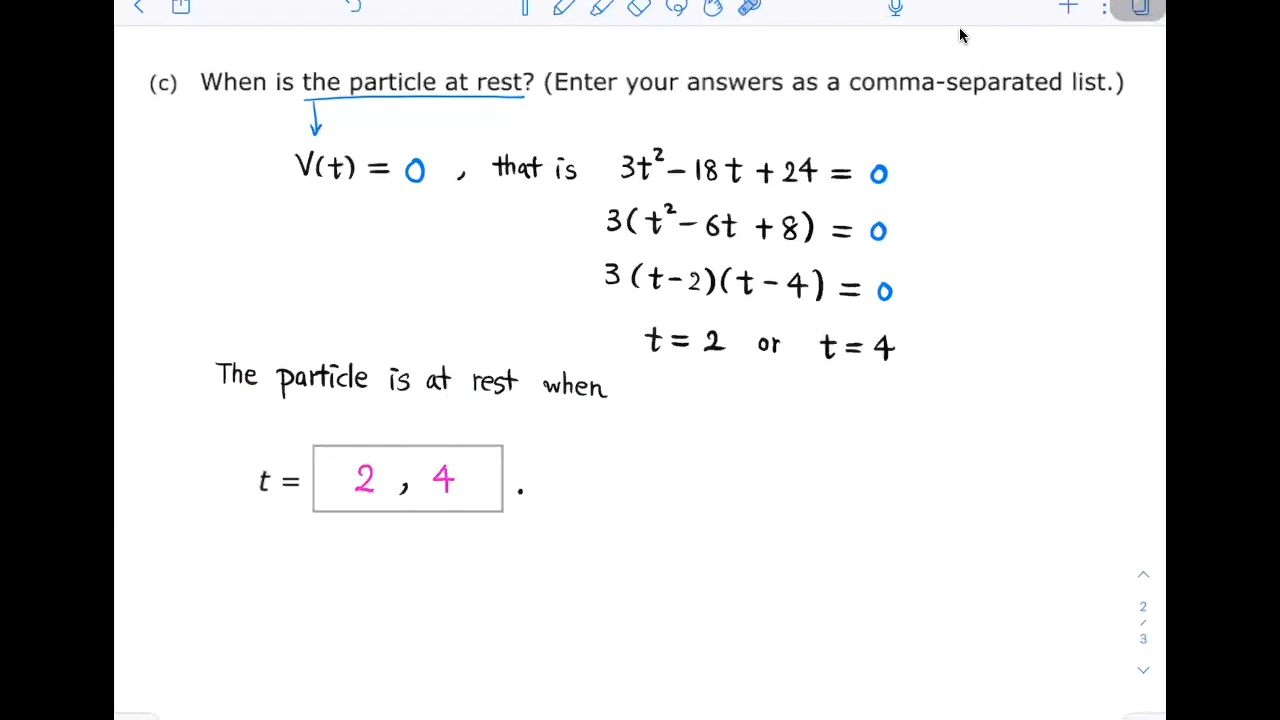 (c) When is the particle at rest? (Enter your answers as a comma-separated list.)
V(t) = 0 , that is 3t² - 18t + 24 = 0
3(t² - 6t + 8) = 0
3(t-2)(t-4) = 0
t = 2 or t = 4
The particle is at rest when
t = 2 , 4 .
2
/
3